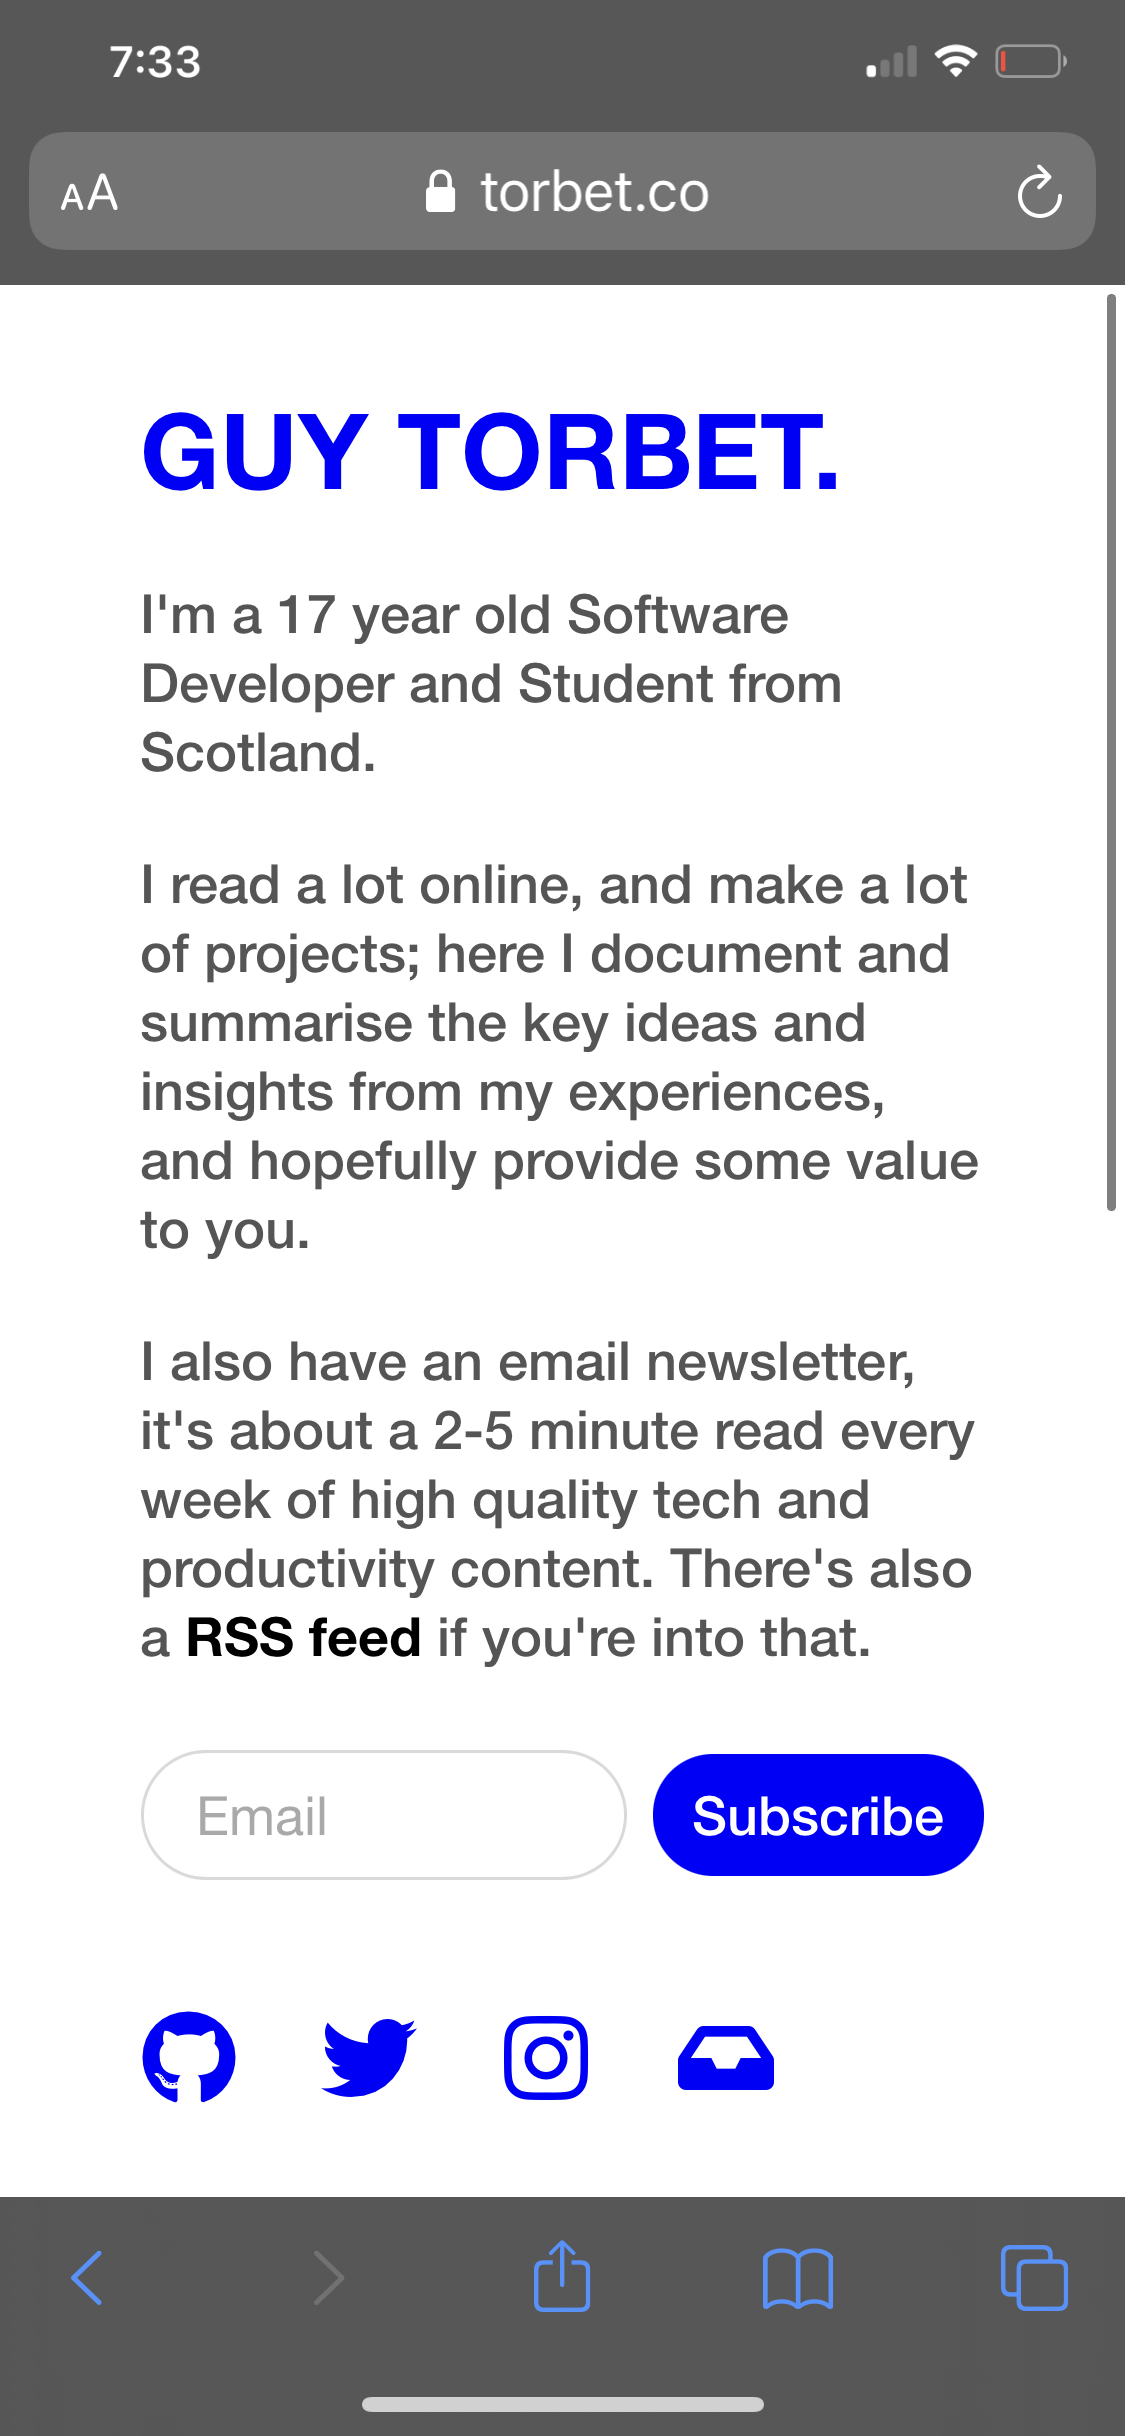 7:33
AA torbet.co
GUY TORBET.
I'm a 17 year old Software
Developer and Student from
Scotland.
I read a lot online, and make a lot
of projects; here I document and
summarise the key ideas and
insights from my experiences,
and hopefully provide some value
to you.
I also have an email newsletter,
it's about a 2-5 minute read every
week of high quality tech and
productivity content. There's also
a RSS feed if you're into that.
Email Subscribe